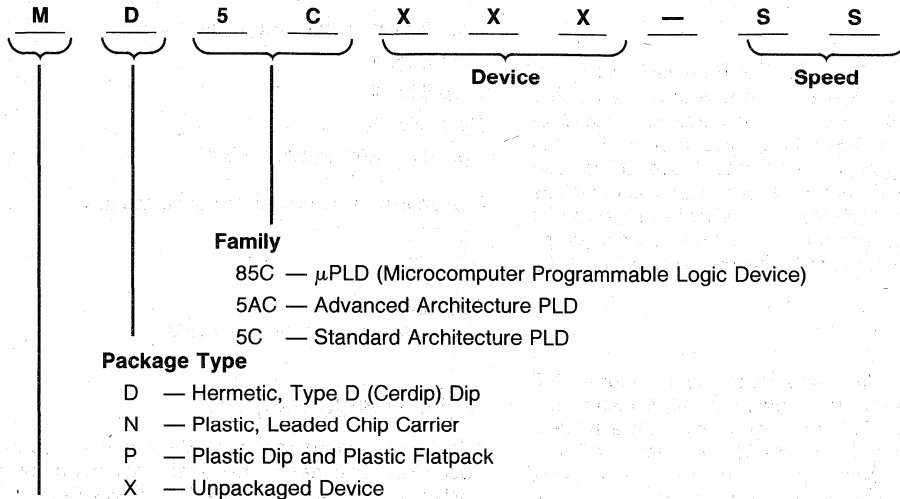 M D 5 C X X X — S S
Device Speed
Family
85C — μPLD (Microcomputer Programmable Logic Device)
5AC — Advanced Architecture PLD
5C — Standard Architecture PLD
Package Type
D — Hermetic, Type D (Cerdip) Dip
N — Plastic, Leaded Chip Carrier
P — Plastic Dip and Plastic Flatpack
X — Unpackaged Device